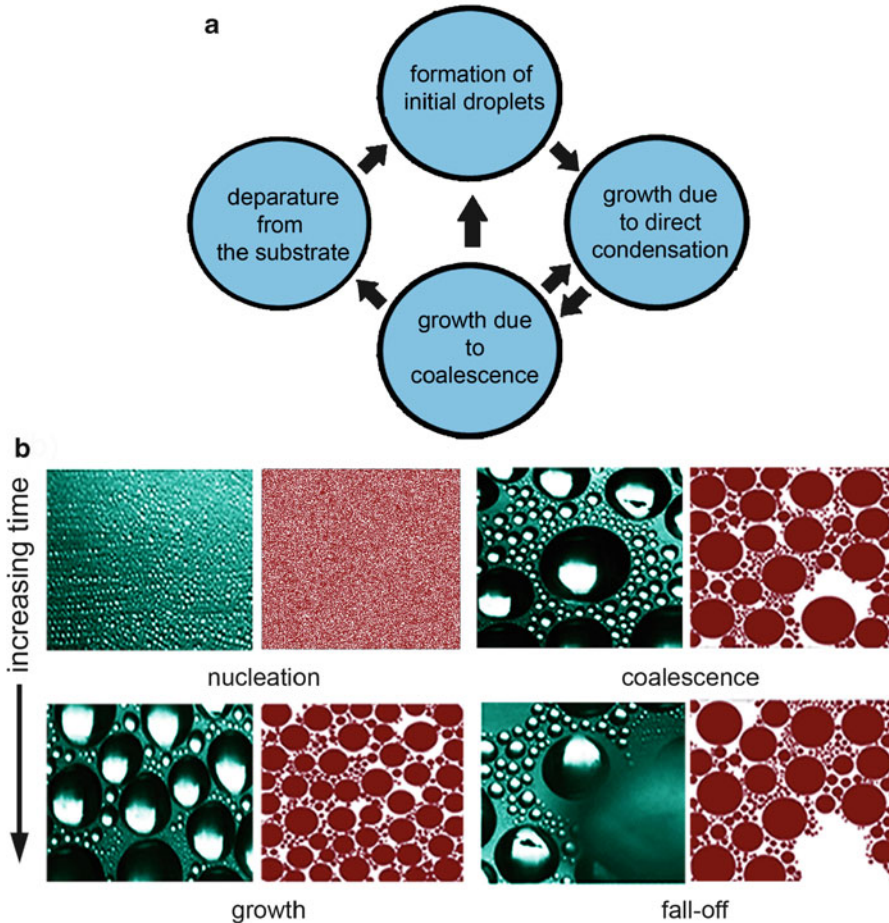 a
formation of
initial droplets
deparature
from
the substrate
growth due
to direct
condensation
growth due
to
coalescence
b
increasing time
nucleation
coalescence
growth
fall-off